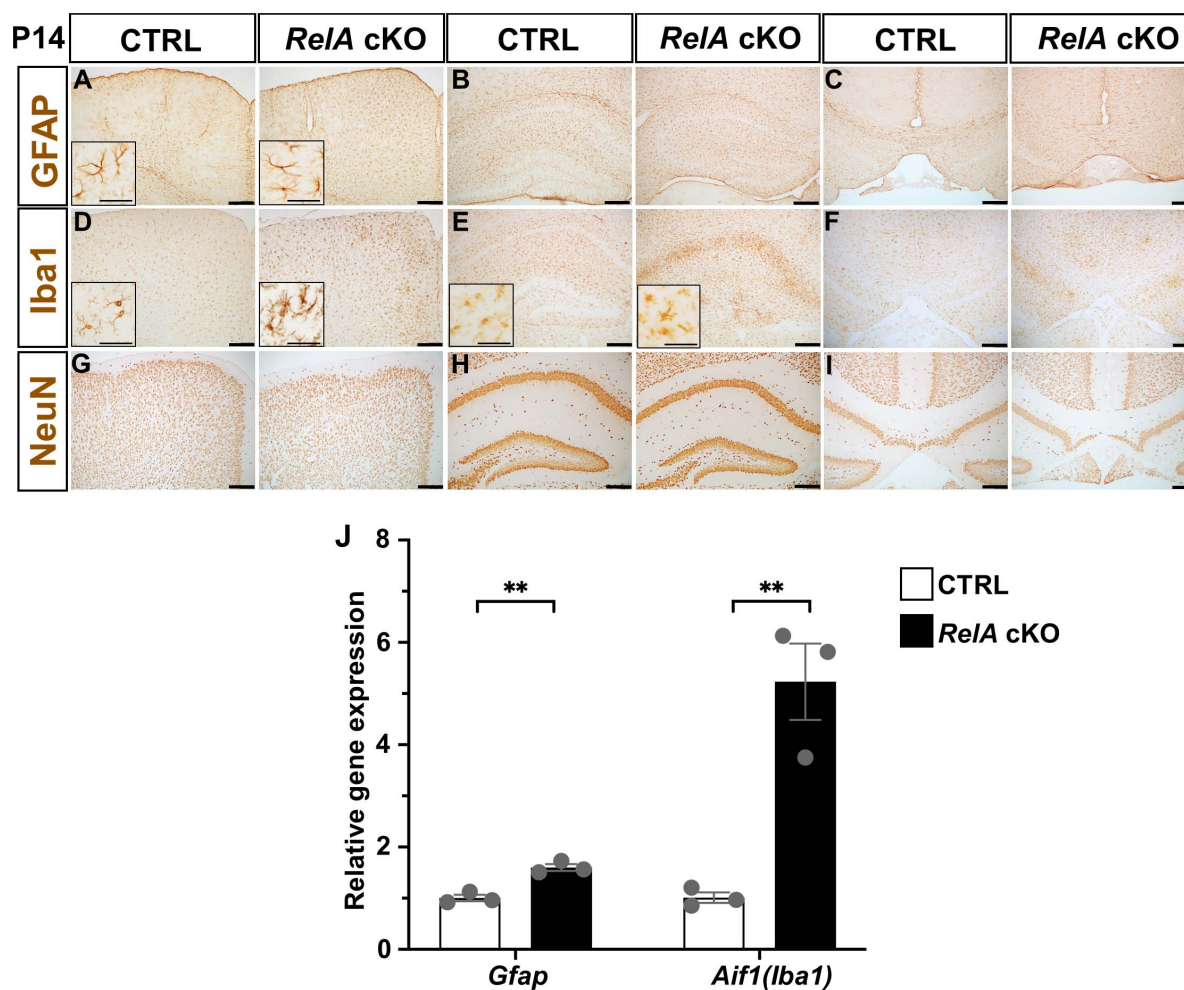 P14 CTRL RelA cKO CTRL RelA cKO CTRL RelA cKO
GFAP
A B C
Iba1
D E F
NeuN
G H I
J
Relative gene expression
8
6
4
2
0
** **
CTRL
RelA cKO
Gfap Aif1(Iba1)